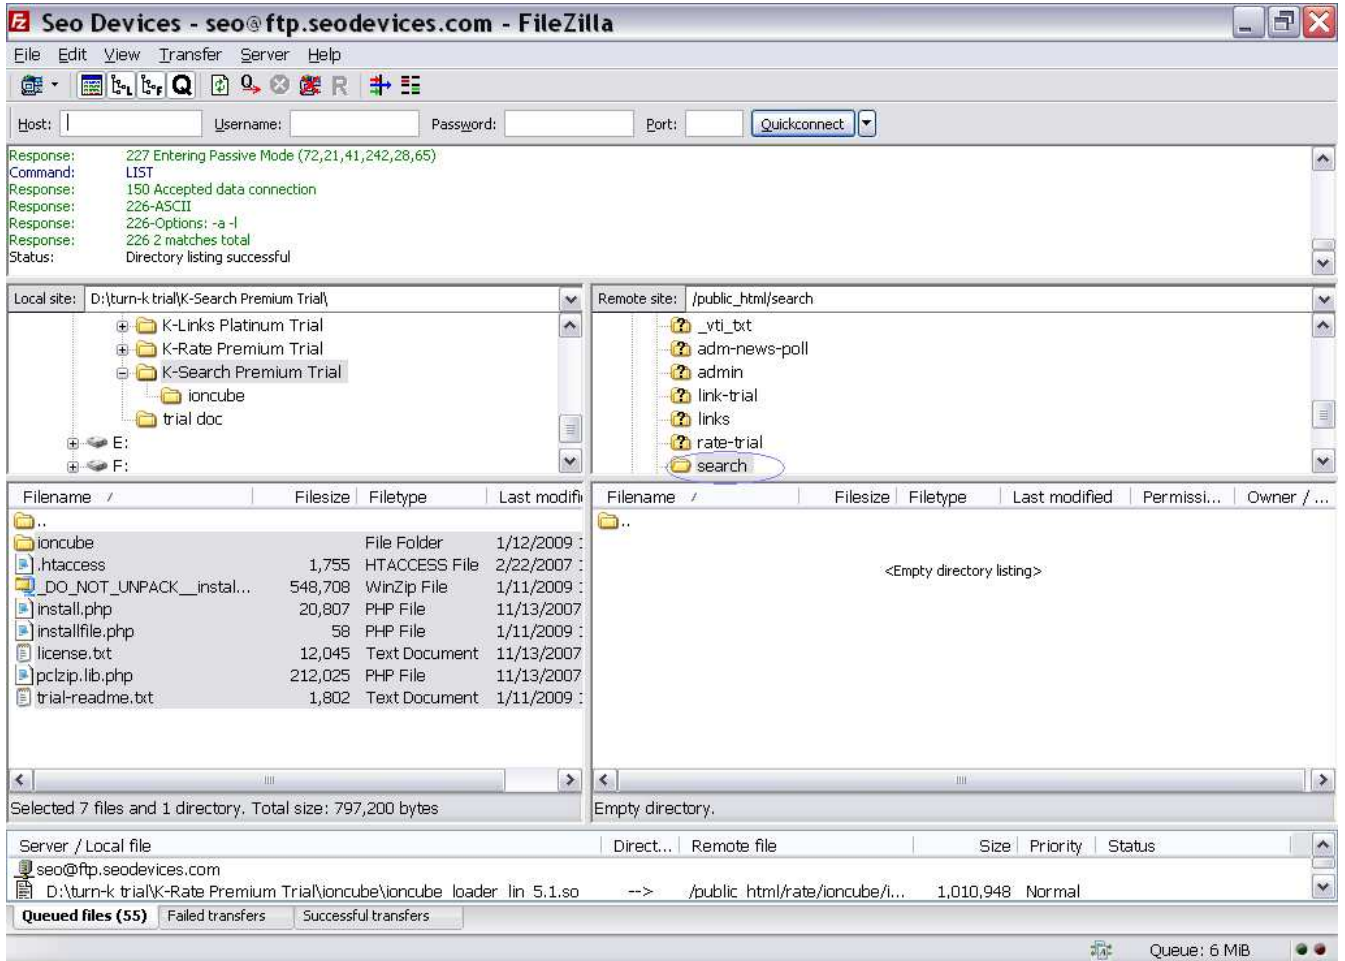 Seo Devices - seo@ftp.seodevices.com - FileZilla
File Edit View Transfer Server Help
Host: Username: Password: Port: Quickconnect
Response: 227 Entering Passive Mode (72,21,41,242,28,65)
Command: LIST
Response: 150 Accepted data connection
Response: 226-ASCII
Response: 226-Options: -a -l
Response: 226 2 matches total
Status: Directory listing successful
Local site: D:\turn-k trial\K-Search Premium Trial\
K-Links Platinum Trial
K-Rate Premium Trial
K-Search Premium Trial
ioncube
trial doc
E:
F:
Remote site: /public_html/search
_vti_txt
adm-news-poll
admin
link-trial
links
rate-trial
search
Filename / Filesize Filetype Last modifi
..
ioncube File Folder 1/12/2009 1
.htaccess 1,755 HTACCESS File 2/22/2007 1
_DO_NOT_UNPACK__instal... 548,708 WinZip File 1/11/2009 1
install.php 20,807 PHP File 11/13/2007
installfile.php 58 PHP File 1/11/2009 1
license.txt 12,045 Text Document 11/13/2007
pclzip.lib.php 212,025 PHP File 11/13/2007
trial-readme.txt 1,802 Text Document 1/11/2009 1
Selected 7 files and 1 directory. Total size: 797,200 bytes
Filename / Filesize Filetype Last modified Permissi... Owner / ...
..
<Empty directory listing>
Empty directory.
Server / Local file Direct... Remote file Size Priority Status
seo@ftp.seodevices.com
D:\turn-k trial\K-Rate Premium Trial\ioncube\ioncube_loader_lin_5.1.so --> /public_html/rate/ioncube/i... 1,010,948 Normal
Queued files (55) Failed transfers Successful transfers
Queue: 6 MiB